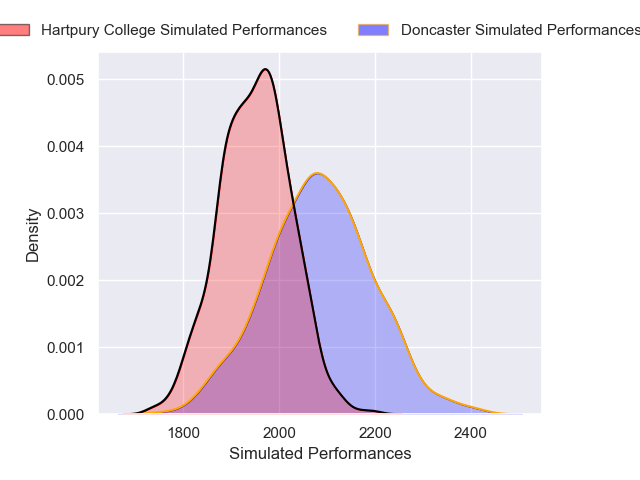 Hartpury College Simulated Performances
Doncaster Simulated Performances
0.005
0.004
0.003
0.002
0.001
0.000
Density
1800
2000
2200
2400
Simulated Performances